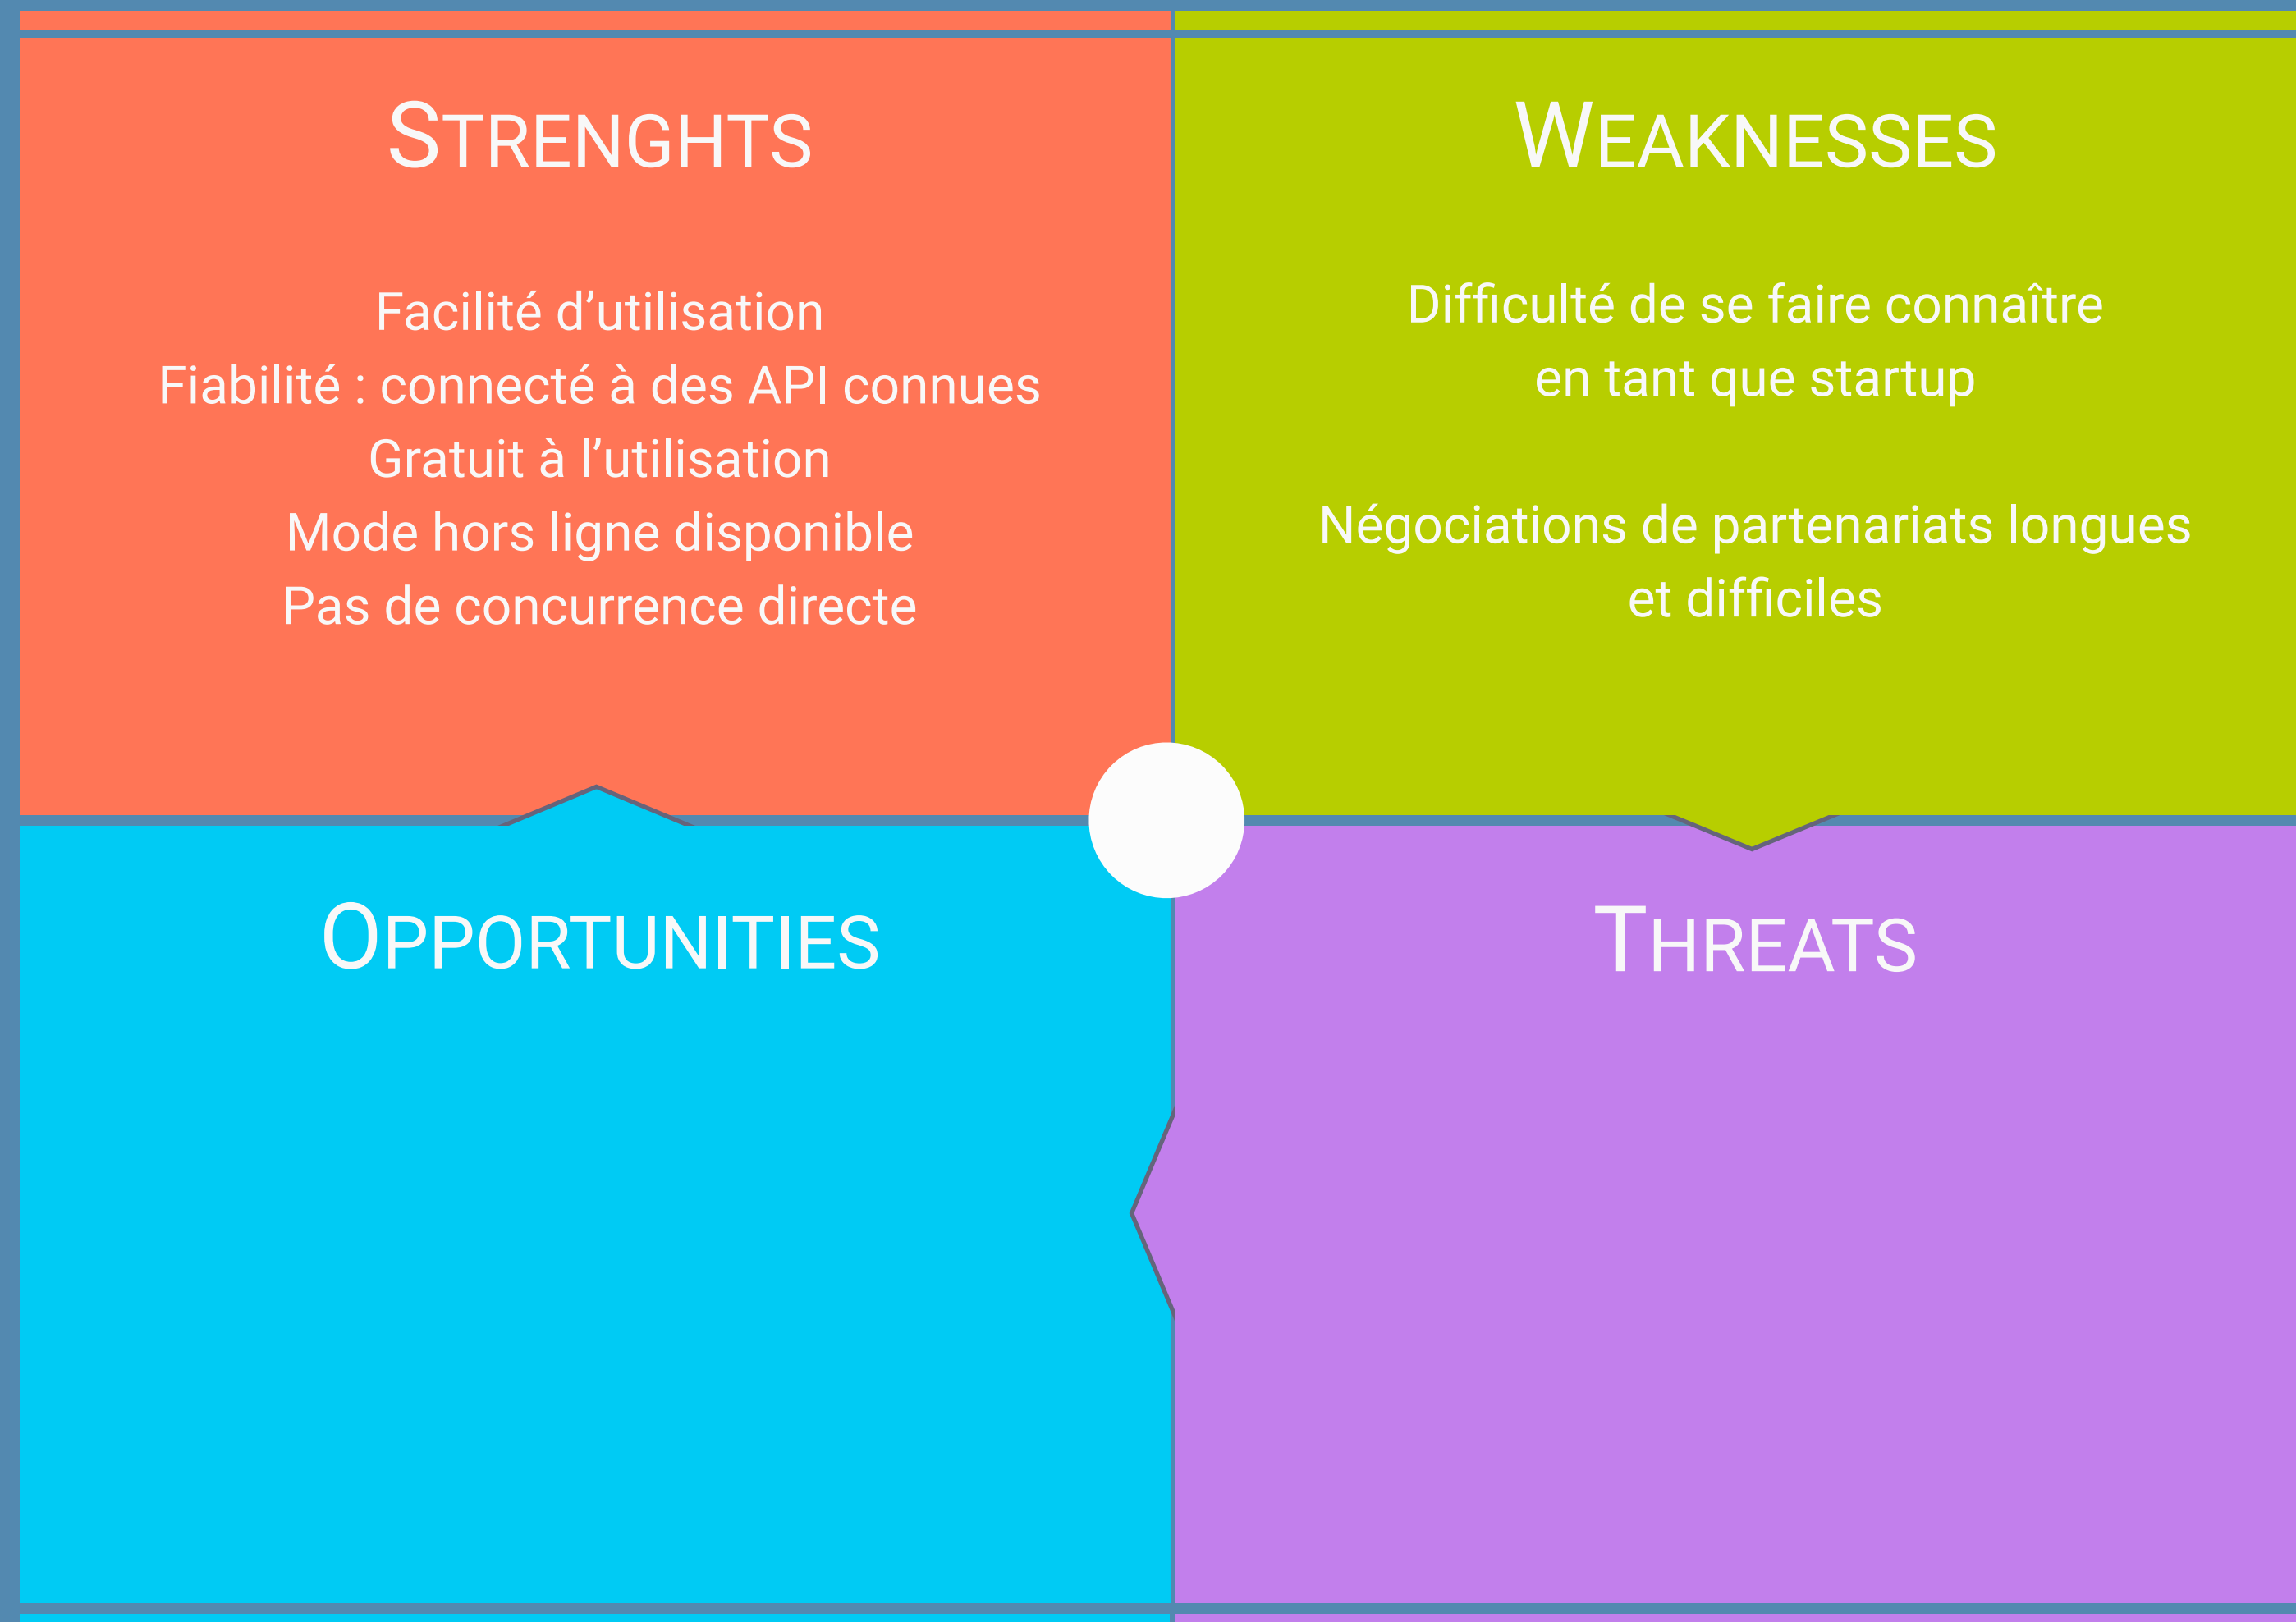 STRENGHTS
Facilité d’utilisation
Fiabilité : connecté à des API connues
Gratuit à l’utilisation
Mode hors ligne disponible
Pas de concurrence directe
WEAKNESSES
Difficulté de se faire connaître
en tant que startup
Négociations de partenariats longues
et difficiles
OPPORTUNITIES
THREATS